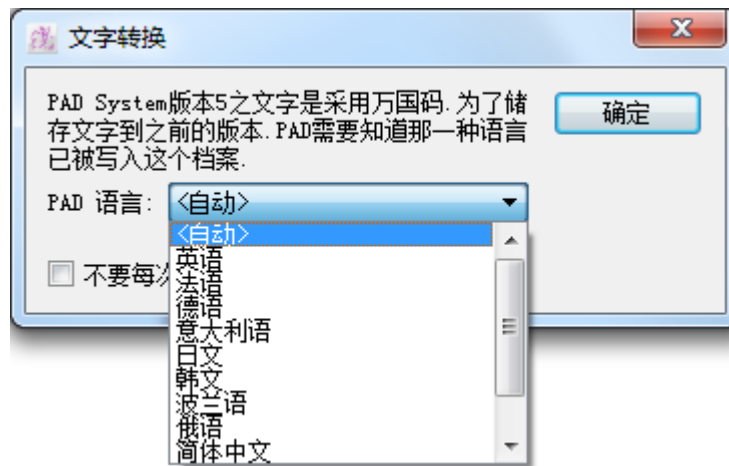 文字转换
PAD System版本5之文字是采用万国码.为了储
存文字到之前的版本.PAD需要知道那一种语言
已被写入这个档案.
确定
PAD 语言:
<自动>
<自动>
英语
法语
德语
意大利语
日文
韩文
波兰语
俄语
简体中文
不要每次